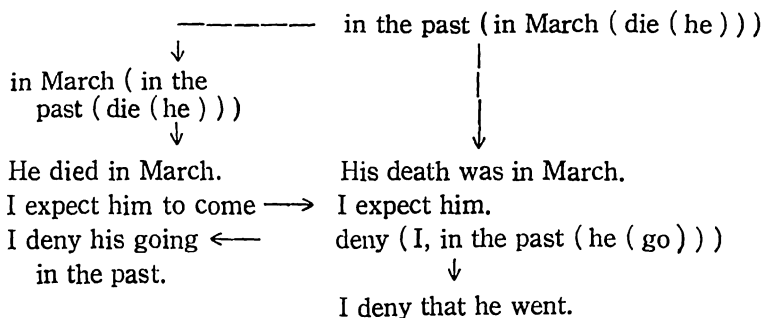 in the past (in March (die (he)))
in March (in the
past (die (he)))
He died in March. His death was in March.
I expect him to come → I expect him.
I deny his going ← deny (I, in the past (he (go)))
in the past.
I deny that he went.